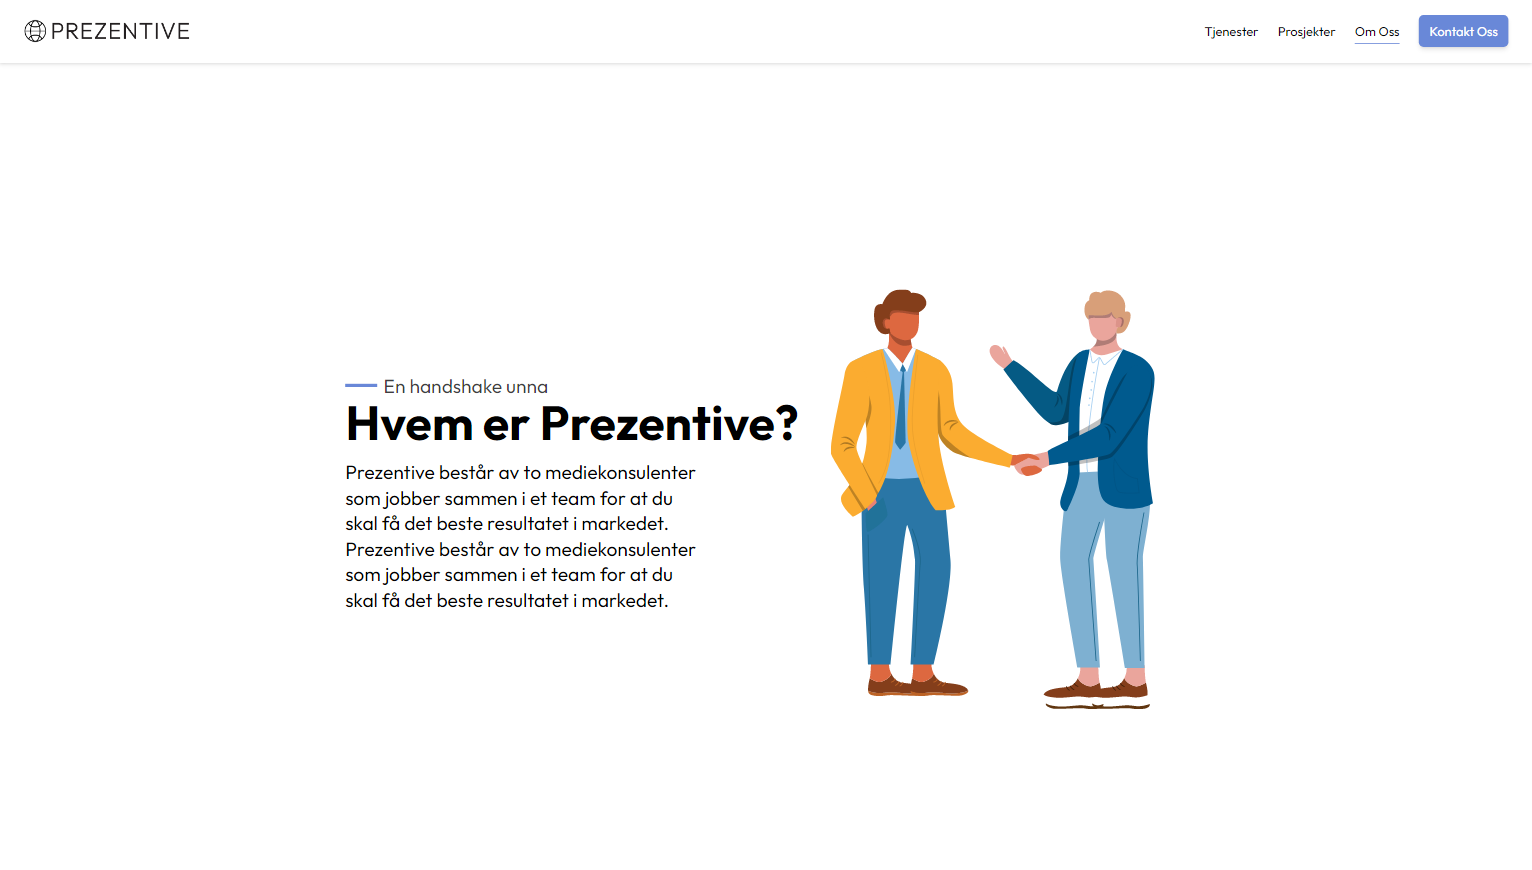 PREZENTIVE
Tjenester
Prosjekter
Om Oss
Kontakt Oss
En handshake unna
Hvem er Prezentive?
Prezentive består av to mediekonsulenter
som jobber sammen i et team for at du
skal få det beste resultatet i markedet.
Prezentive består av to mediekonsulenter
som jobber sammen i et team for at du
skal få det beste resultatet i markedet.